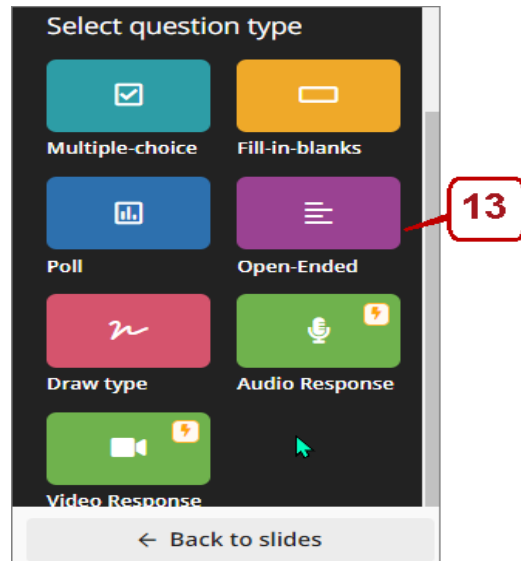 Select question type
Multiple-choice Fill-in-blanks
Poll Open-Ended
13
Draw type Audio Response
Video Response
← Back to slides